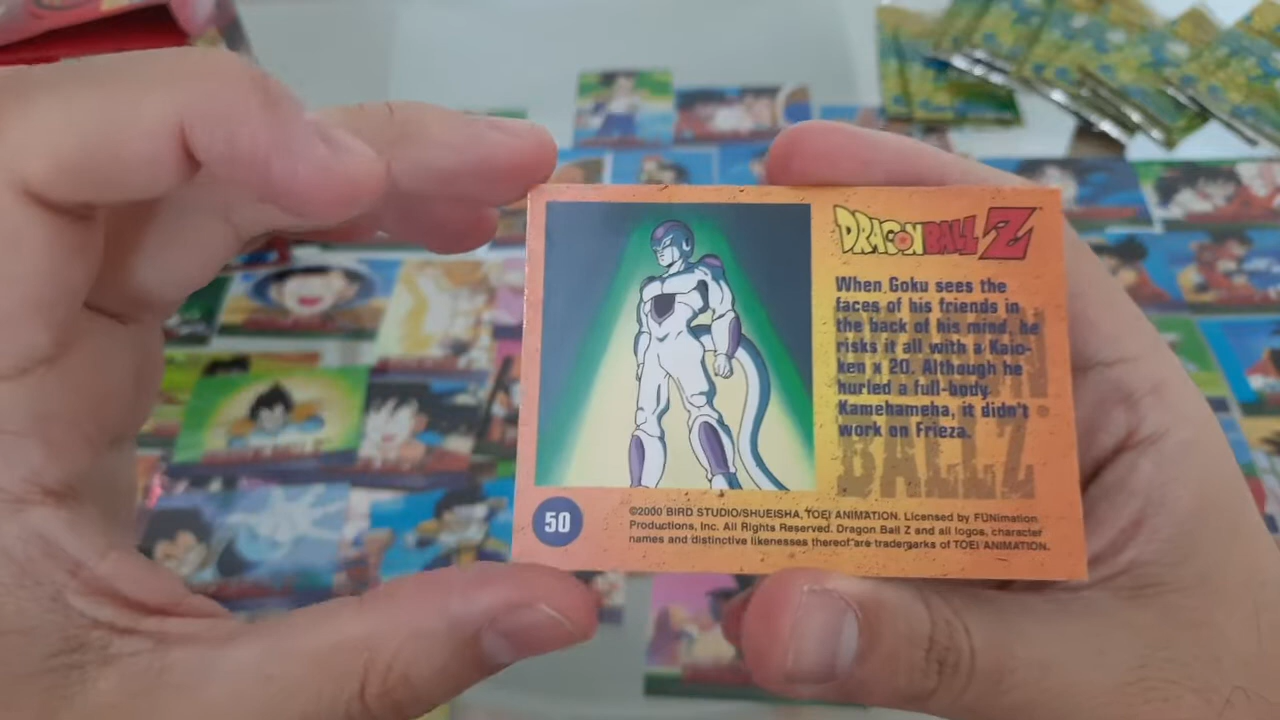 DRAGONBALL Z
When Goku sees the
faces of his friends in
the back of his mind, he
risks it all with a Kaio-
ken x 20. Although he
hurled a full-body
Kamehameha, it didn't
work on Frieza.
BALL Z
50
©2000 BIRD STUDIO/SHUEISHA, TOEI ANIMATION. Licensed by FUNimation
Productions, Inc. All Rights Reserved. Dragon Ball Z and all logos, character
names and distinctive likenesses thereof are trademarks of TOEI ANIMATION.